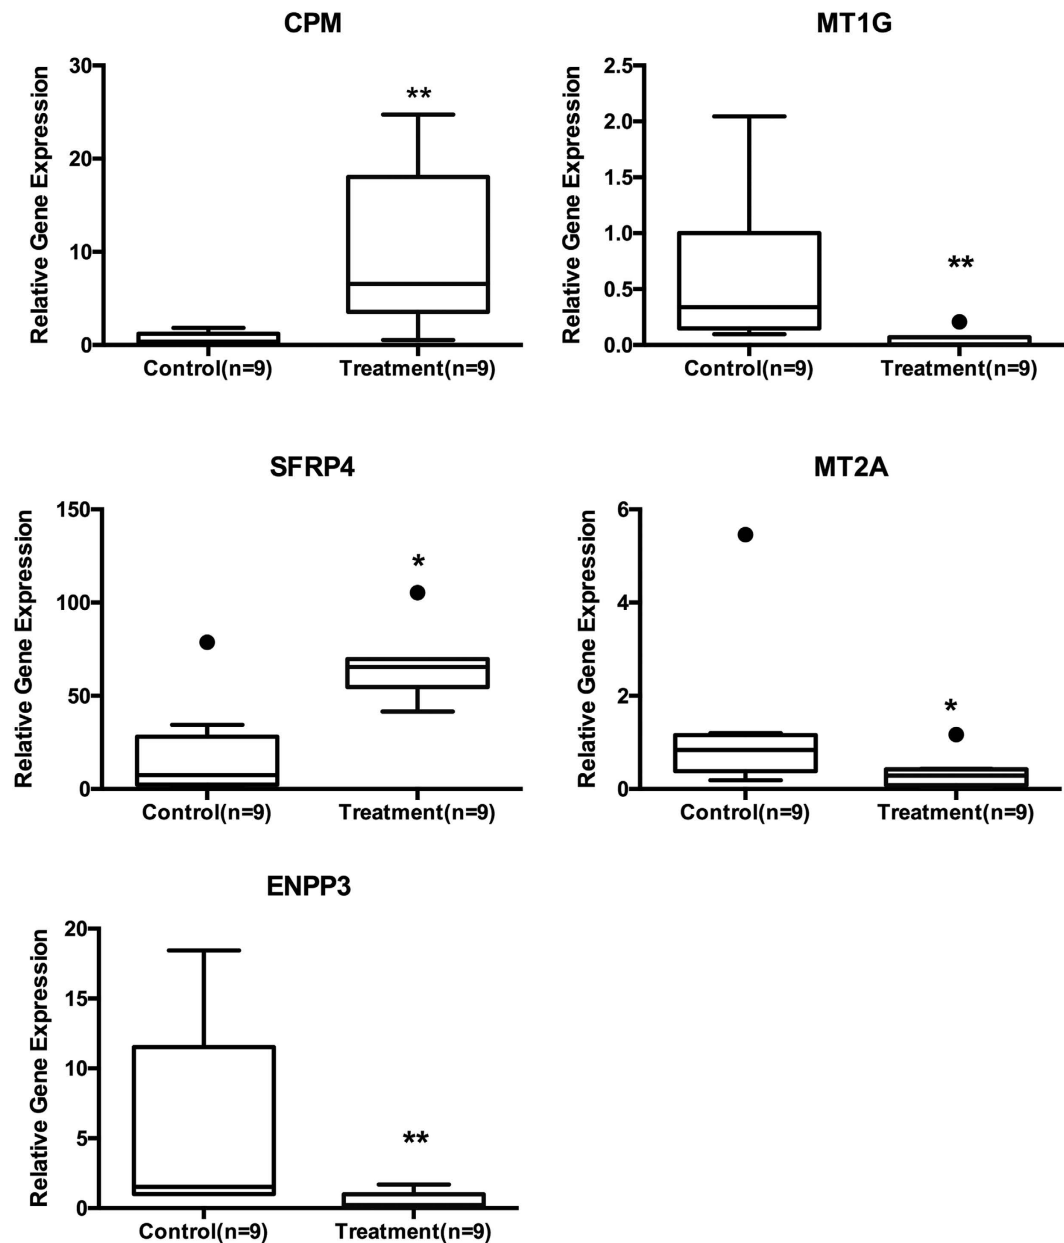 CPM
Relative Gene Expression
30
20
10
0
**
Control(n=9) Treatment(n=9)
MT1G
Relative Gene Expression
2.5
2.0
1.5
1.0
0.5
0.0
**
Control(n=9) Treatment(n=9)
SFRP4
Relative Gene Expression
150
100
50
0
*
Control(n=9) Treatment(n=9)
MT2A
Relative Gene Expression
6
4
2
0
*
Control(n=9) Treatment(n=9)
ENPP3
Relative Gene Expression
20
15
10
5
0
**
Control(n=9) Treatment(n=9)